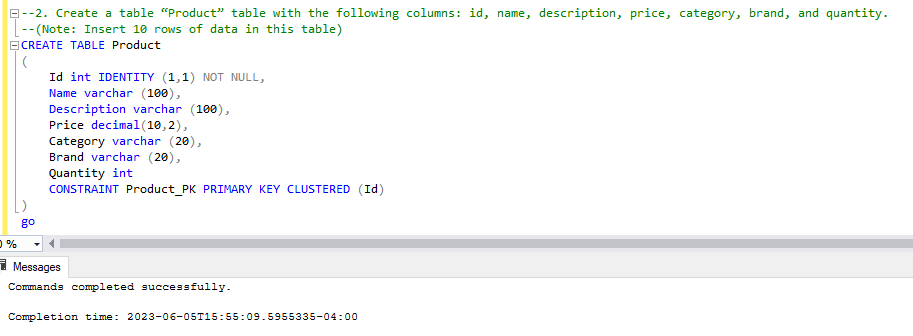 --2. Create a table “Product” table with the following columns: id, name, description, price, category, brand, and quantity.
--(Note: Insert 10 rows of data in this table)
CREATE TABLE Product
(
Id int IDENTITY (1,1) NOT NULL,
Name varchar (100),
Description varchar (100),
Price decimal(10,2),
Category varchar (20),
Brand varchar (20),
Quantity int
CONSTRAINT Product_PK PRIMARY KEY CLUSTERED (Id)
)
go
0 %
Messages
Commands completed successfully.
Completion time: 2023-06-05T15:55:09.5955335-04:00